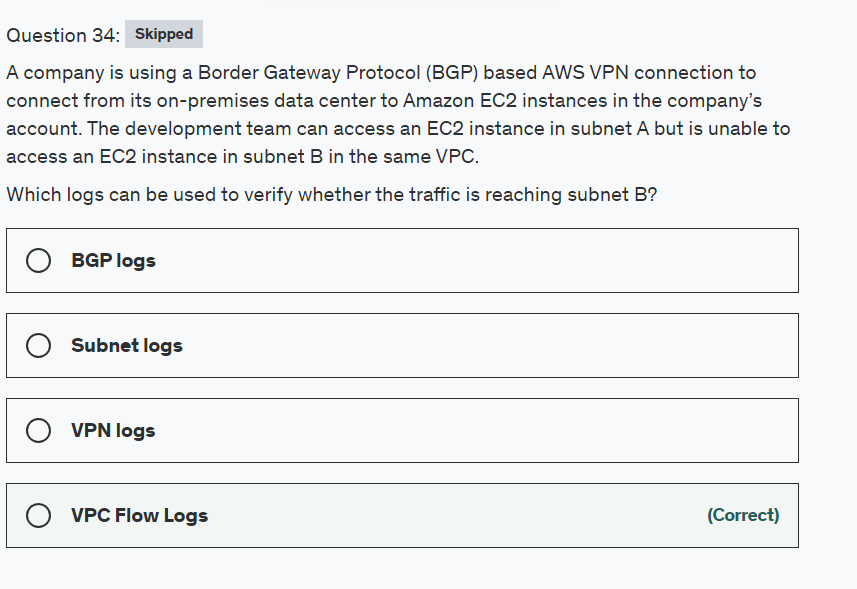 Question 34: Skipped
A company is using a Border Gateway Protocol (BGP) based AWS VPN connection to
connect from its on-premises data center to Amazon EC2 instances in the company’s
account. The development team can access an EC2 instance in subnet A but is unable to
access an EC2 instance in subnet B in the same VPC.
Which logs can be used to verify whether the traffic is reaching subnet B?
BGP logs
Subnet logs
VPN logs
VPC Flow Logs (Correct)